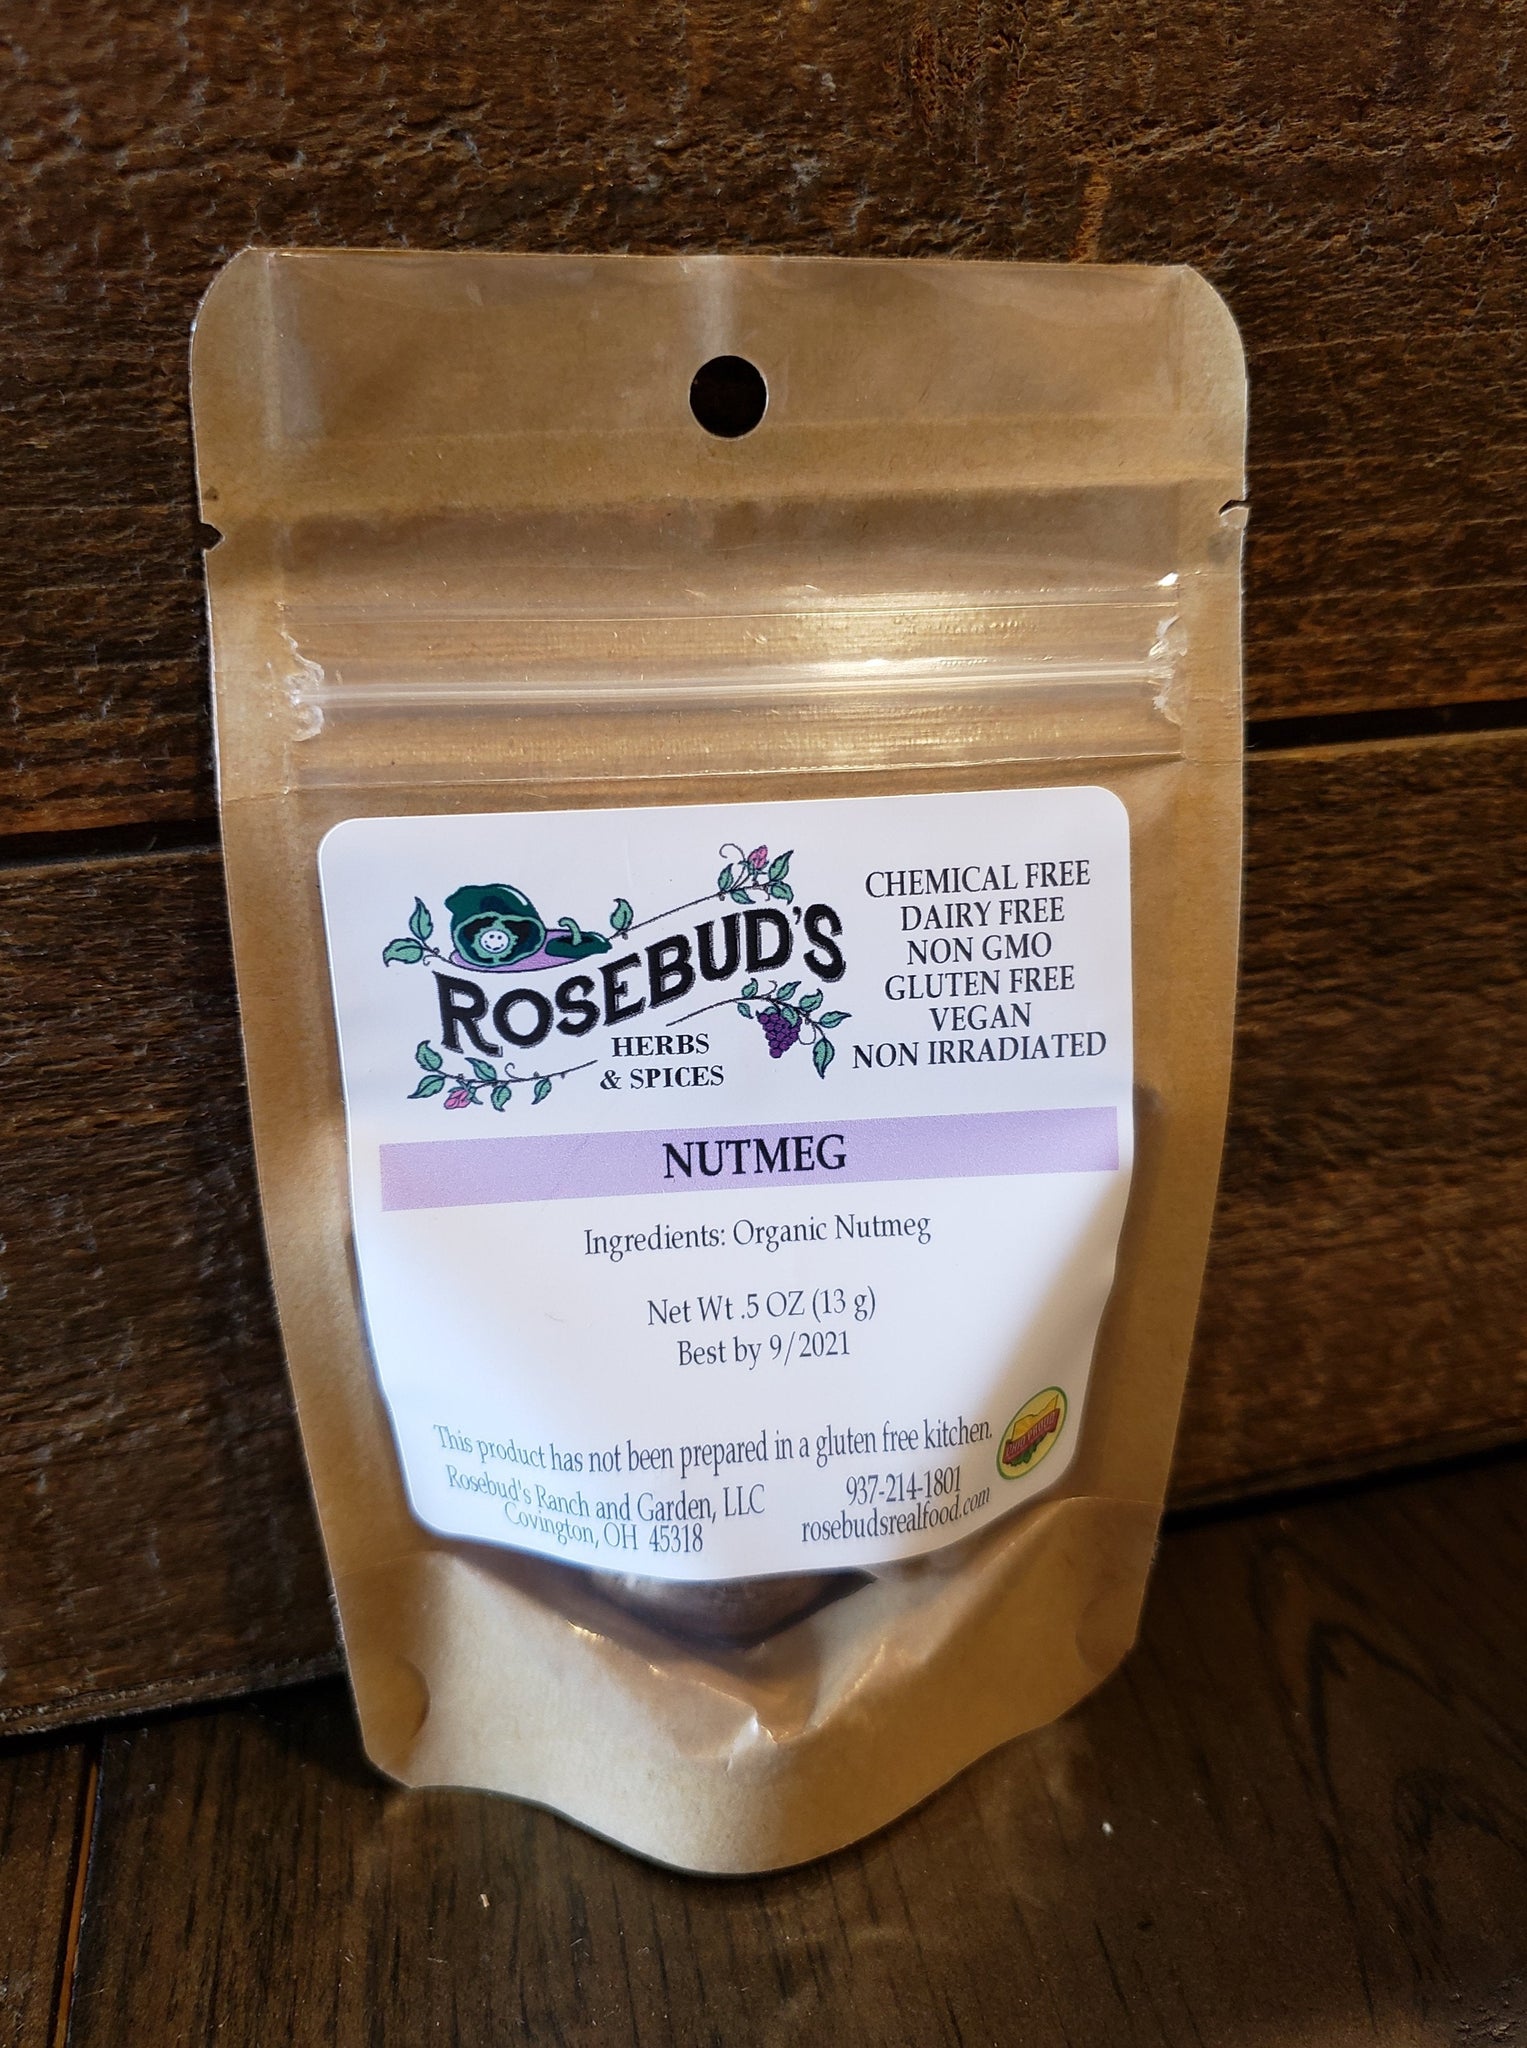 ROSEBUD'S
HERBS
& SPICES
CHEMICAL FREE
DAIRY FREE
NON GMO
GLUTEN FREE
VEGAN
NON IRRADIATED
NUTMEG
Ingredients: Organic Nutmeg
Net Wt .5 OZ (13 g)
Best by 9/2021
This product has not been prepared in a gluten free kitchen.
Rosebud's Ranch and Garden, LLC
Covington, OH 45318
937-214-1801
rosebudsrealfood.com